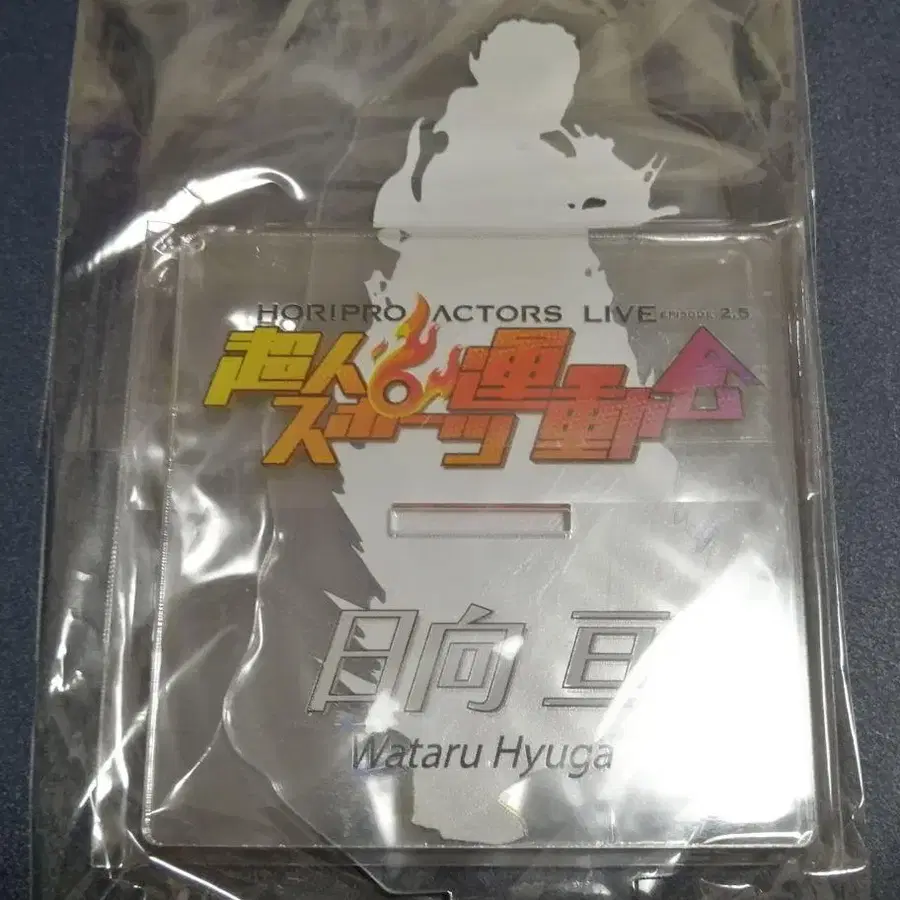 HORIPRO ACTORS LIVE EPISODE 2.5
超人
スポーツ運動会
日向 亘
Wataru Hyuga